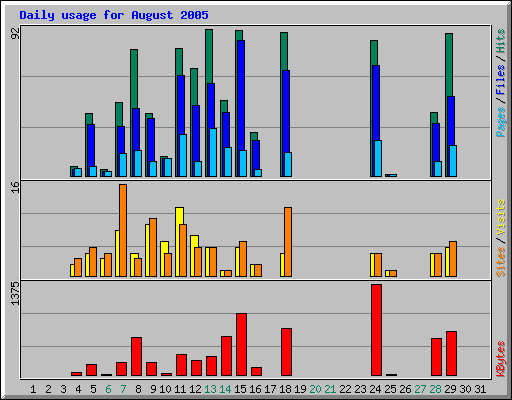 Daily usage for August 2005
92
Pages / Files / Hits
16
Sites / Visits
1375
KBytes
1 2 3 4 5 6 7 8 9 10 11 12 13 14 15 16 17 18 19 20 21 22 23 24 25 26 27 28 29 30 31